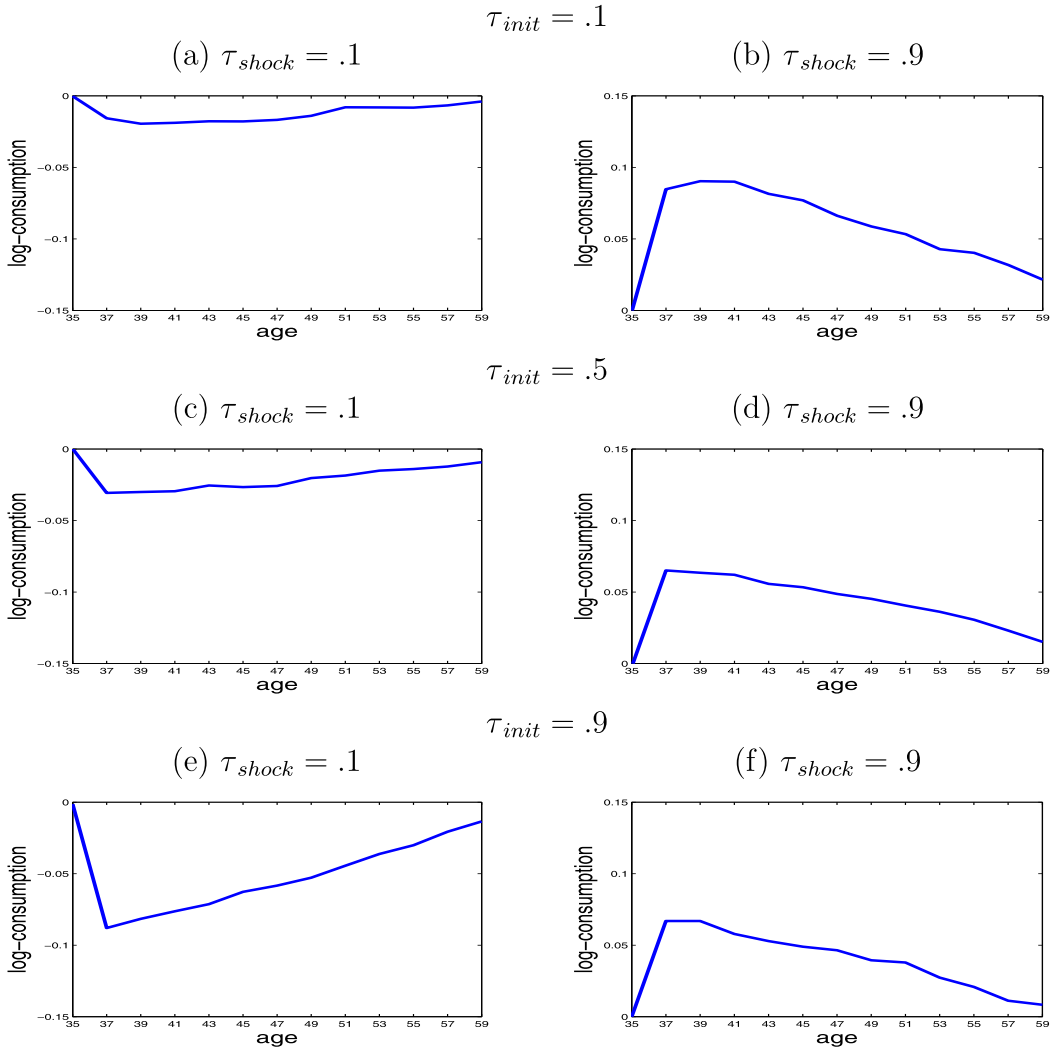 τ_init = .1
(a) τ_shock = .1
(b) τ_shock = .9
0
−0.05
−0.1
−0.15
log−consumption
35 37 39 41 43 45 47 49 51 53 55 57 59
age
0.15
0.1
0.05
0
log−consumption
35 37 39 41 43 45 47 49 51 53 55 57 59
age
τ_init = .5
(c) τ_shock = .1
(d) τ_shock = .9
0
−0.05
−0.1
−0.15
log−consumption
35 37 39 41 43 45 47 49 51 53 55 57 59
age
0.15
0.1
0.05
0
log−consumption
35 37 39 41 43 45 47 49 51 53 55 57 59
age
τ_init = .9
(e) τ_shock = .1
(f) τ_shock = .9
0
−0.05
−0.1
−0.15
log−consumption
35 37 39 41 43 45 47 49 51 53 55 57 59
age
0.15
0.1
0.05
0
log−consumption
35 37 39 41 43 45 47 49 51 53 55 57 59
age